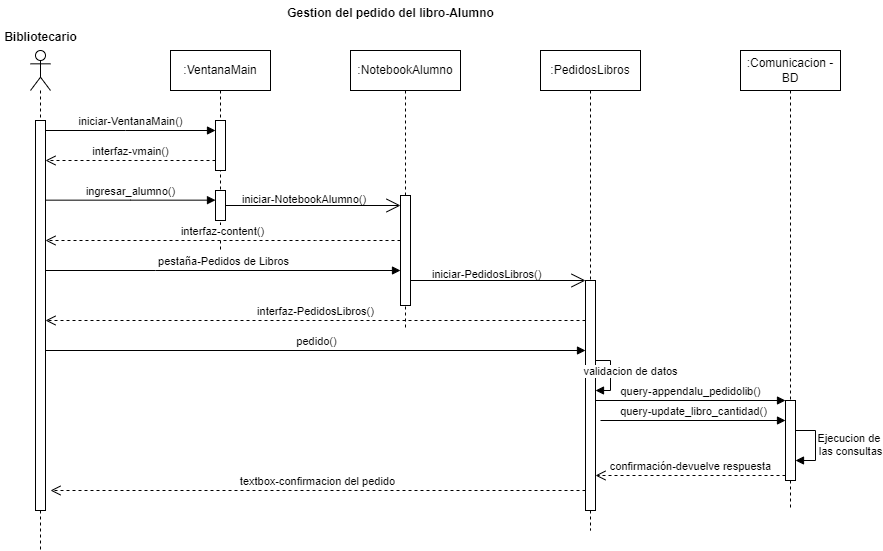 Gestion del pedido del libro-Alumno
Bibliotecario
:VentanaMain
:NotebookAlumno
:PedidosLibros
:Comunicacion -
BD
iniciar-VentanaMain()
interfaz-vmain()
ingresar_alumno()
iniciar-NotebookAlumno()
interfaz-content()
pestaña-Pedidos de Libros
iniciar-PedidosLibros()
interfaz-PedidosLibros()
pedido()
validacion de datos
query-appendalu_pedidolib()
query-update_libro_cantidad()
Ejecucion de
las consultas
confirmación-devuelve respuesta
textbox-confirmacion del pedido